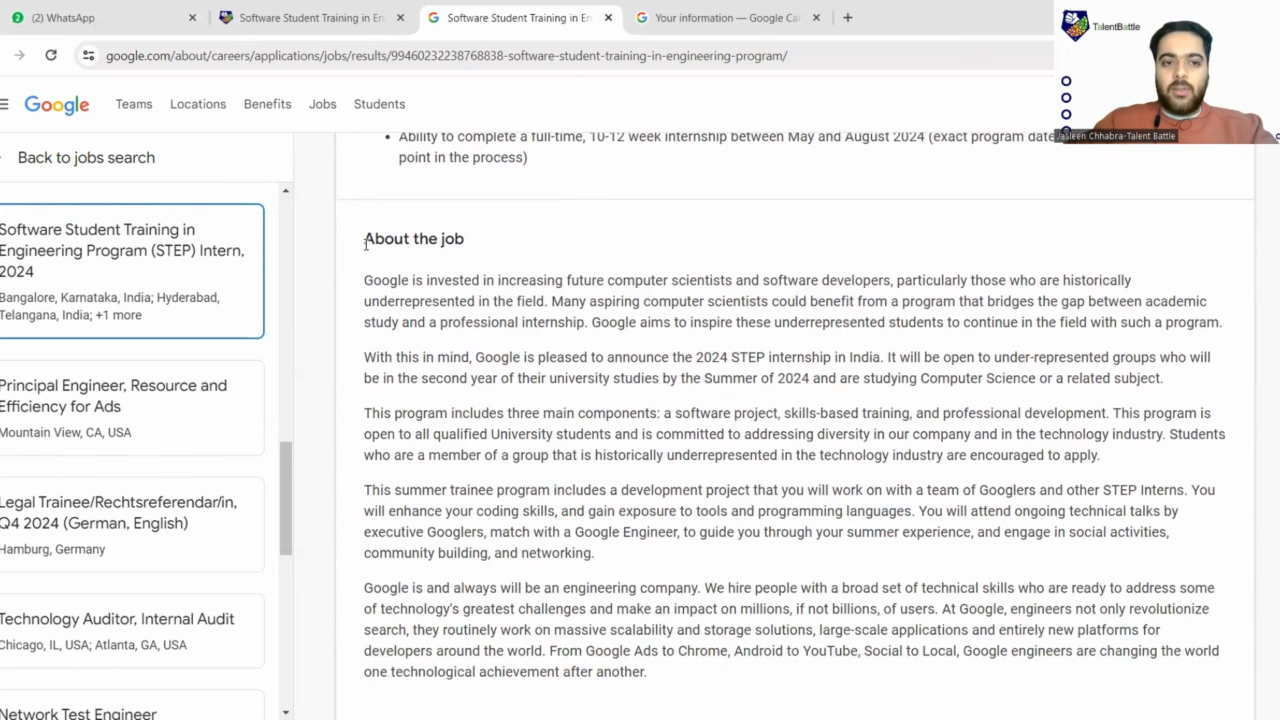 2
(2) WhatsApp
Software Student Training in En
Software Student Training in En
Your information — Google Ca
TalentBattle
google.com/about/careers/applications/jobs/results/99460232238768838-software-student-training-in-engineering-program/
Google
Teams
Locations
Benefits
Jobs
Students
Jasleen Chhabra-Talent Battle
Back to jobs search
Software Student Training in
Engineering Program (STEP) Intern,
2024
Bangalore, Karnataka, India; Hyderabad,
Telangana, India; +1 more
Principal Engineer, Resource and
Efficiency for Ads
Mountain View, CA, USA
Legal Trainee/Rechtsreferendar/in,
Q4 2024 (German, English)
Hamburg, Germany
Technology Auditor, Internal Audit
Chicago, IL, USA; Atlanta, GA, USA
Network Test Engineer
Ability to complete a full-time, 10-12 week internship between May and August 2024 (exact program date
point in the process)
About the job
Google is invested in increasing future computer scientists and software developers, particularly those who are historically
underrepresented in the field. Many aspiring computer scientists could benefit from a program that bridges the gap between academic
study and a professional internship. Google aims to inspire these underrepresented students to continue in the field with such a program.
With this in mind, Google is pleased to announce the 2024 STEP internship in India. It will be open to under-represented groups who will
be in the second year of their university studies by the Summer of 2024 and are studying Computer Science or a related subject.
This program includes three main components: a software project, skills-based training, and professional development. This program is
open to all qualified University students and is committed to addressing diversity in our company and in the technology industry. Students
who are a member of a group that is historically underrepresented in the technology industry are encouraged to apply.
This summer trainee program includes a development project that you will work on with a team of Googlers and other STEP Interns. You
will enhance your coding skills, and gain exposure to tools and programming languages. You will attend ongoing technical talks by
executive Googlers, match with a Google Engineer, to guide you through your summer experience, and engage in social activities,
community building, and networking.
Google is and always will be an engineering company. We hire people with a broad set of technical skills who are ready to address some
of technology's greatest challenges and make an impact on millions, if not billions, of users. At Google, engineers not only revolutionize
search, they routinely work on massive scalability and storage solutions, large-scale applications and entirely new platforms for
developers around the world. From Google Ads to Chrome, Android to YouTube, Social to Local, Google engineers are changing the world
one technological achievement after another.